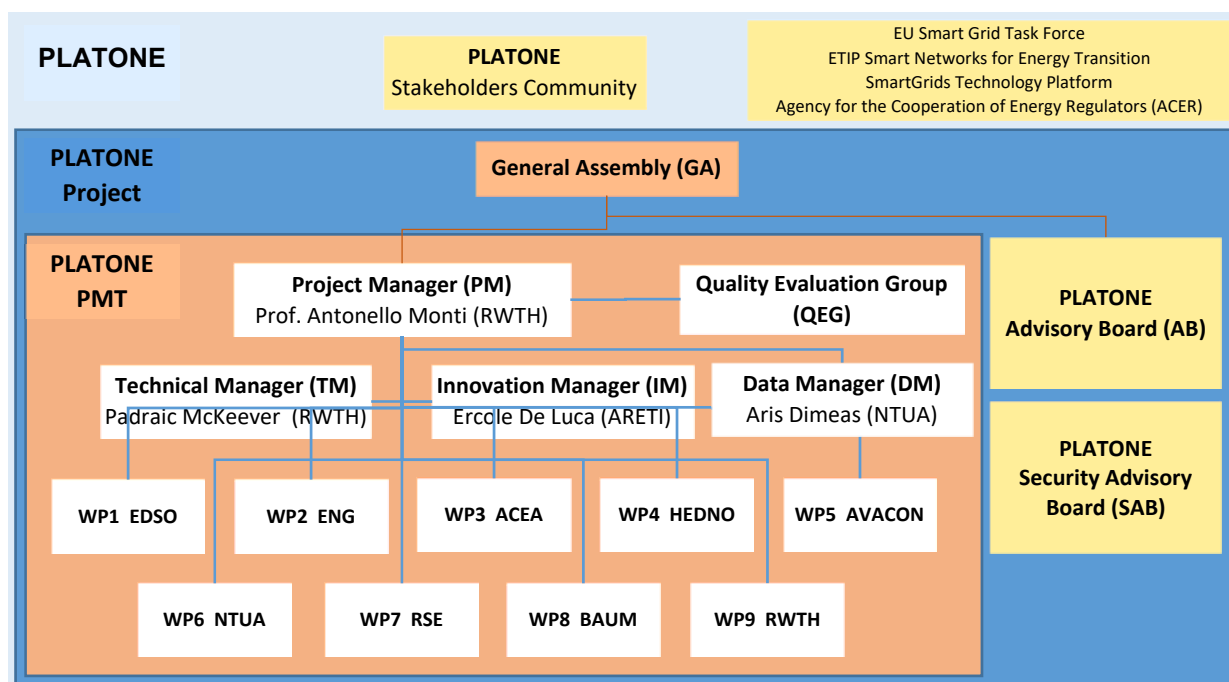 PLATONE
PLATONE
Stakeholders Community
EU Smart Grid Task Force
ETIP Smart Networks for Energy Transition
SmartGrids Technology Platform
Agency for the Cooperation of Energy Regulators (ACER)
PLATONE
Project
General Assembly (GA)
PLATONE
PMT
Project Manager (PM)
Prof. Antonello Monti (RWTH)
Quality Evaluation Group
(QEG)
PLATONE
Advisory Board (AB)
Technical Manager (TM)
Padraic McKeever (RWTH)
Innovation Manager (IM)
Ercole De Luca (ARETI)
Data Manager (DM)
Aris Dimeas (NTUA)
PLATONE
Security Advisory
Board (SAB)
WP1 EDSO
WP2 ENG
WP3 ACEA
WP4 HEDNO
WP5 AVACON
WP6 NTUA
WP7 RSE
WP8 BAUM
WP9 RWTH